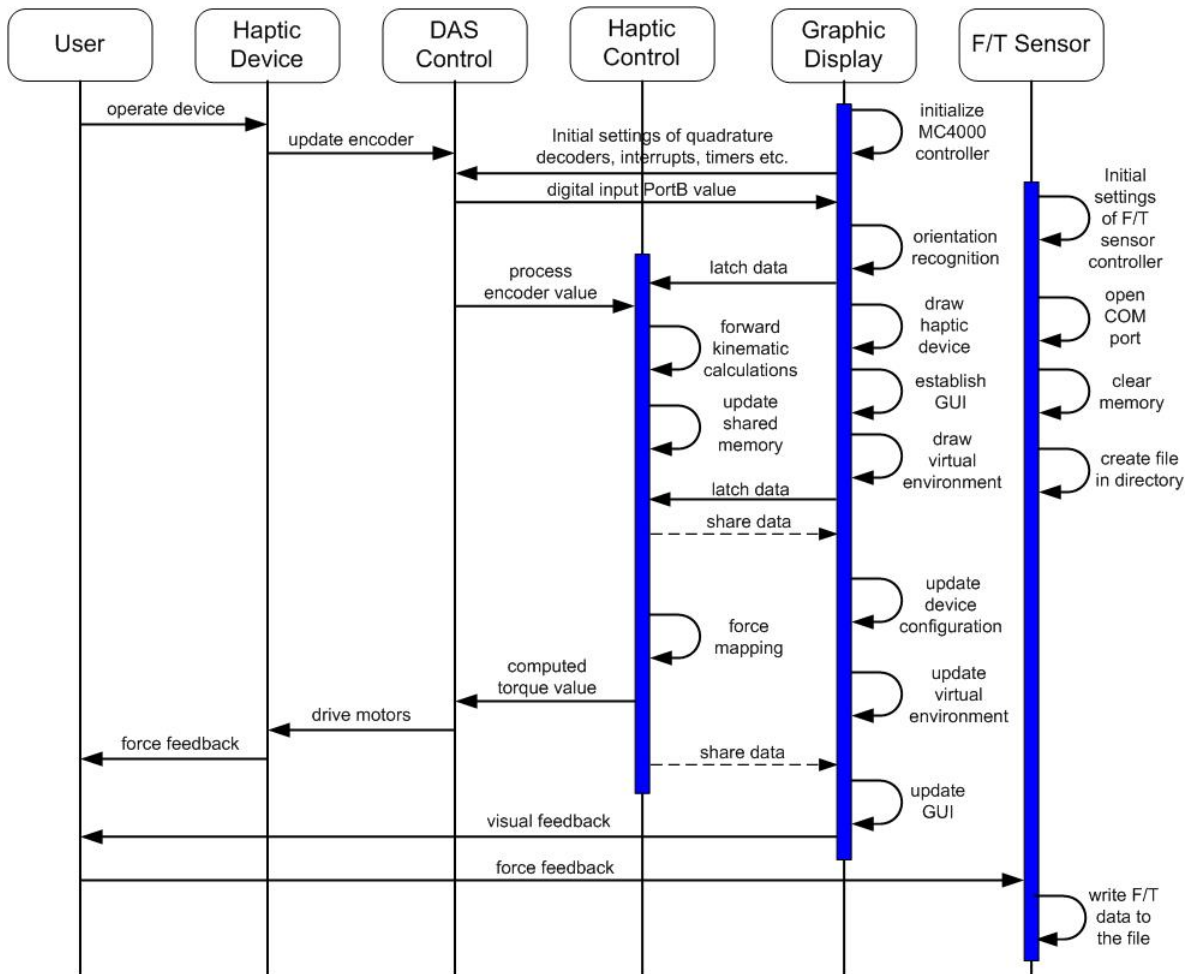 User
Haptic
Device
DAS
Control
Haptic
Control
Graphic
Display
F/T Sensor
operate device
update encoder
Initial settings of quadrature
decoders, interrupts, timers etc.
digital input PortB value
initialize
MC4000
controller
Initial
settings
of F/T
sensor
controller
orientation
recognition
latch data
process
encoder value
draw
haptic
device
open
COM
port
forward
kinematic
calculations
establish
GUI
clear
memory
update
shared
memory
draw
virtual
environment
create file
in directory
latch data
share data
update
device
configuration
force
mapping
computed
torque value
update
virtual
environment
drive motors
force feedback
share data
update
GUI
visual feedback
force feedback
write F/T
data to
the file